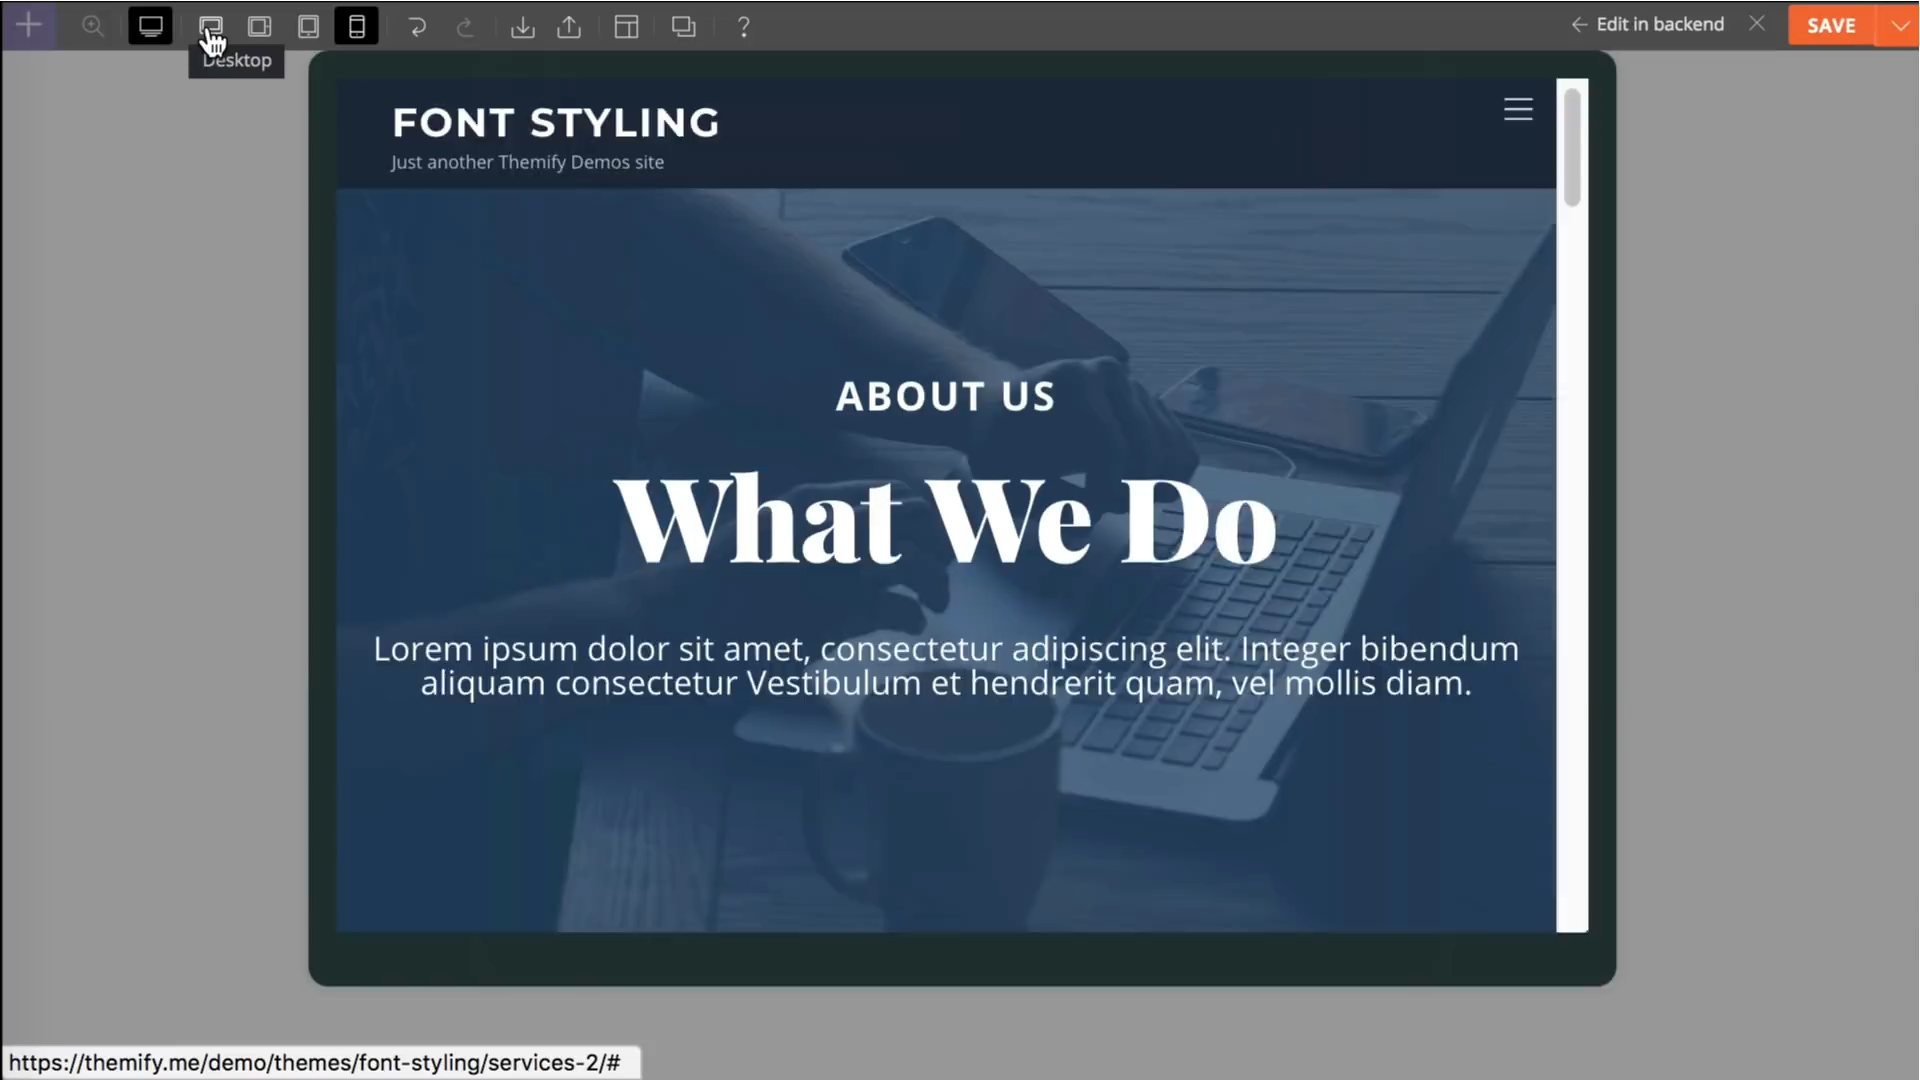 Edit in backend
SAVE
Desktop
FONT STYLING
Just another Themify Demos site
ABOUT US
What We Do
Lorem ipsum dolor sit amet, consectetur adipiscing elit. Integer bibendum
aliquam consectetur Vestibulum et hendrerit quam, vel mollis diam.
https://themify.me/demo/themes/font-styling/services-2/#